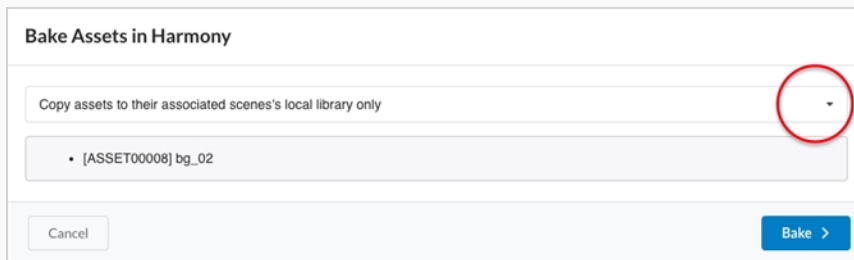 Bake Assets in Harmony
Copy assets to their associated scenes's local library only
• [ASSET00008] bg_02
Cancel
Bake